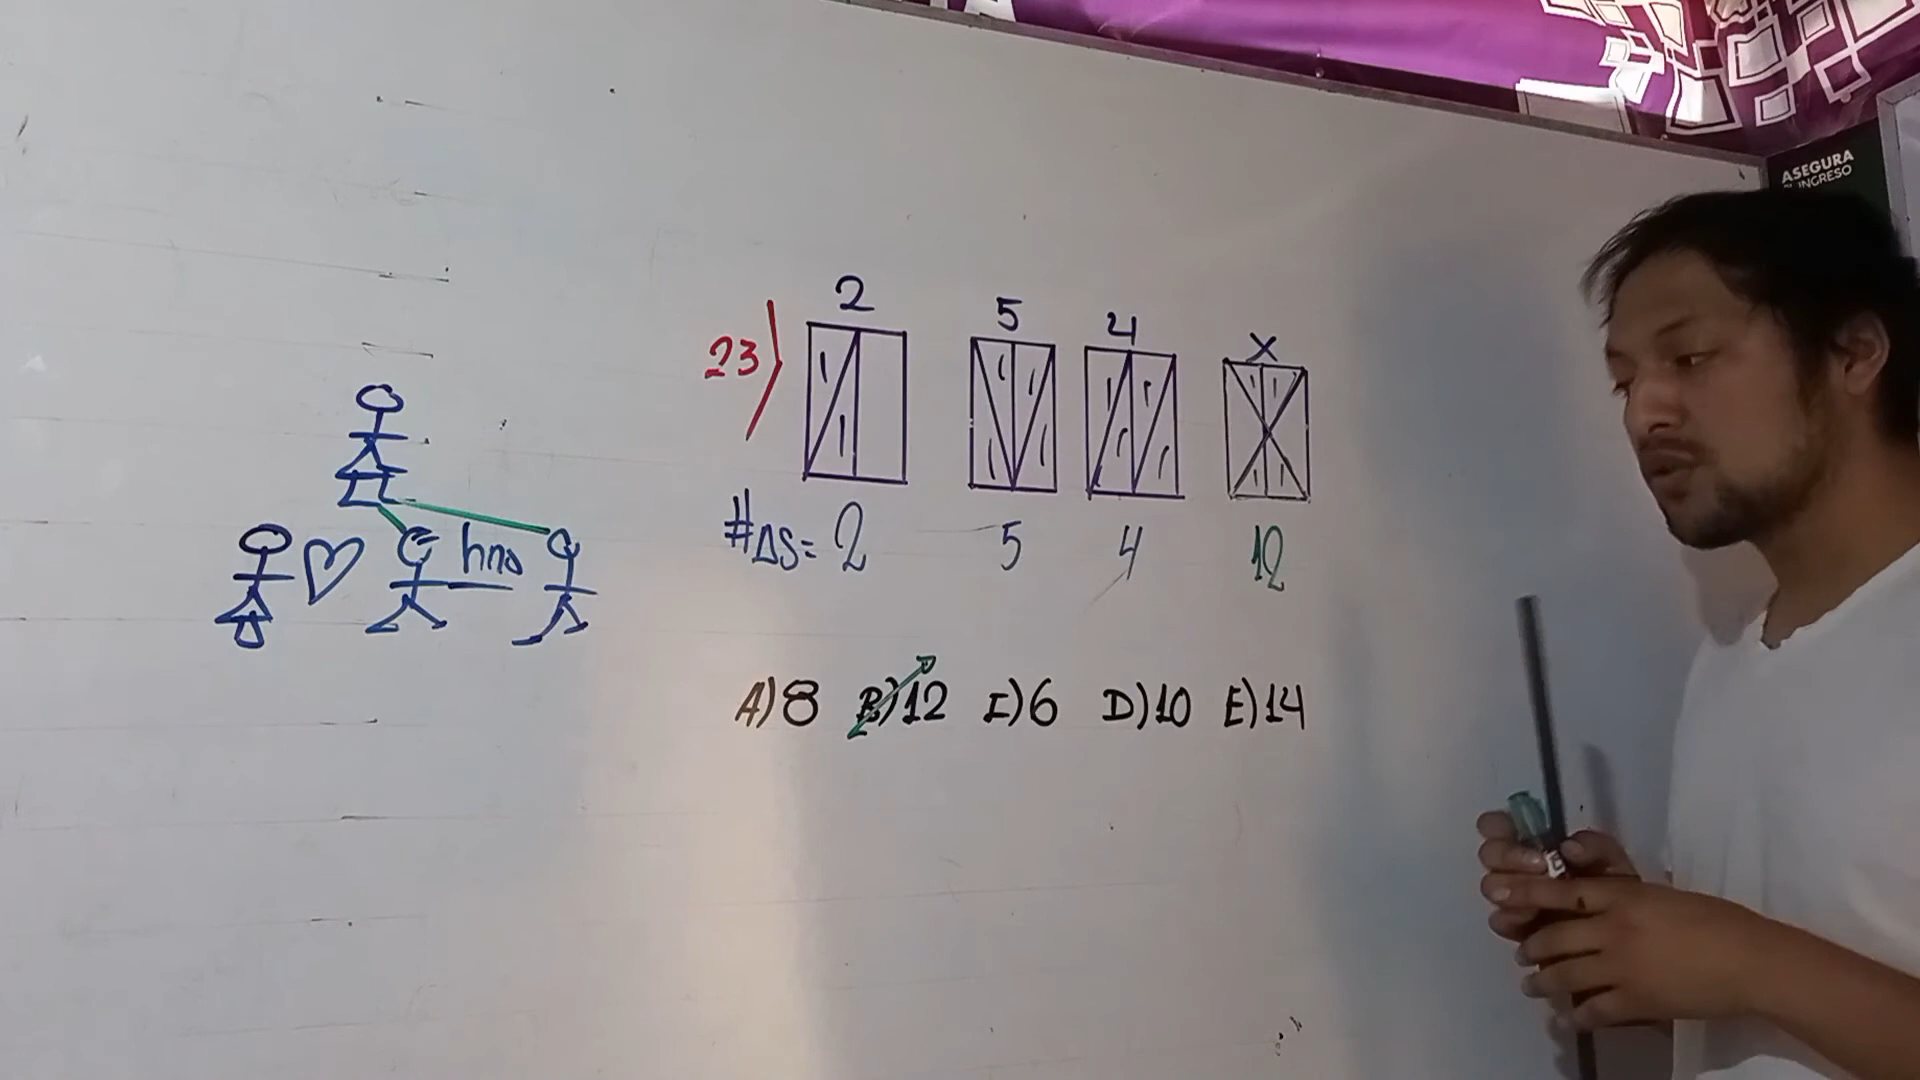 ASEGURA
INGRESO
2 5 4 X
23)
#Δs= 2 5 4 12
hno
A) 8 B) 12 C) 6 D) 10 E) 14